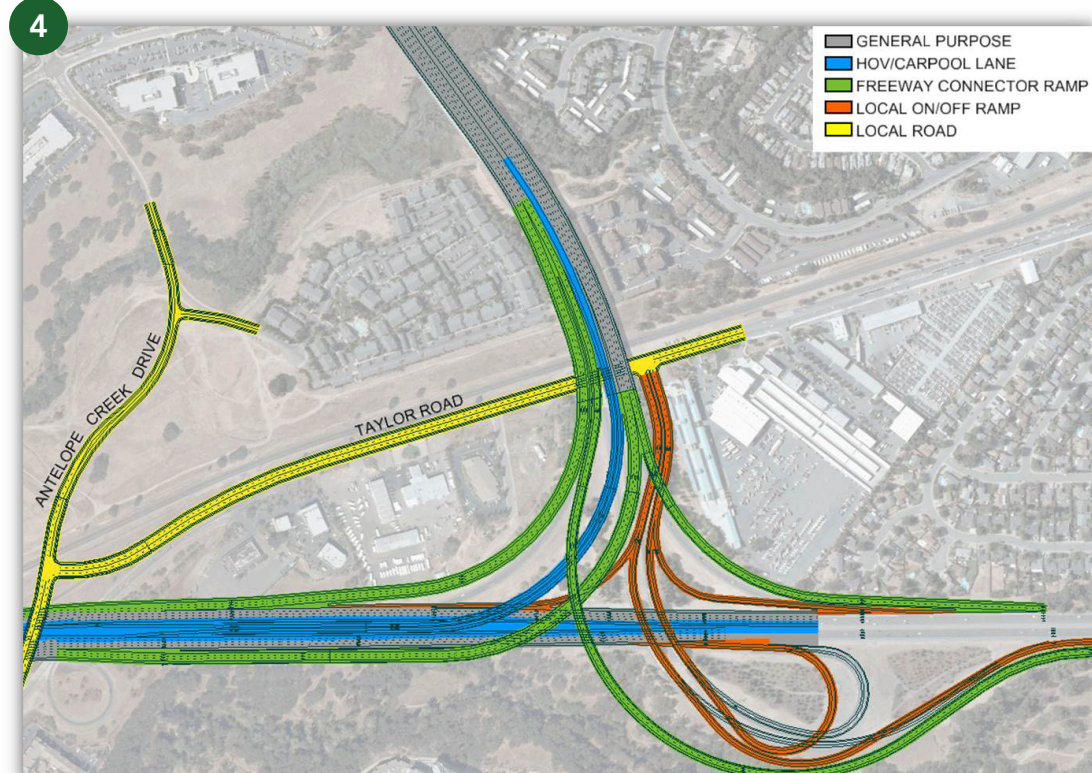 4
GENERAL PURPOSE
HOV/CARPOOL LANE
FREEWAY CONNECTOR RAMP
LOCAL ON/OFF RAMP
LOCAL ROAD
ANTELOPE CREEK DRIVE
TAYLOR ROAD